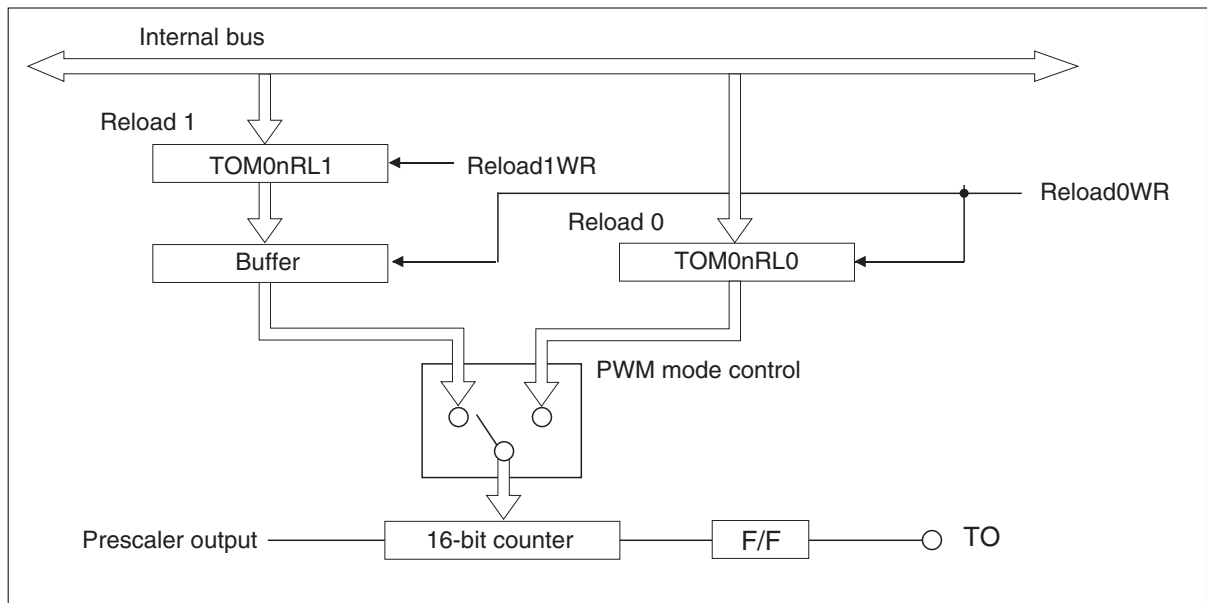 Internal bus
Reload 1
TOM0nRL1
Reload1WR
Reload0WR
Reload 0
Buffer
TOM0nRL0
PWM mode control
Prescaler output
16-bit counter
F/F
TO